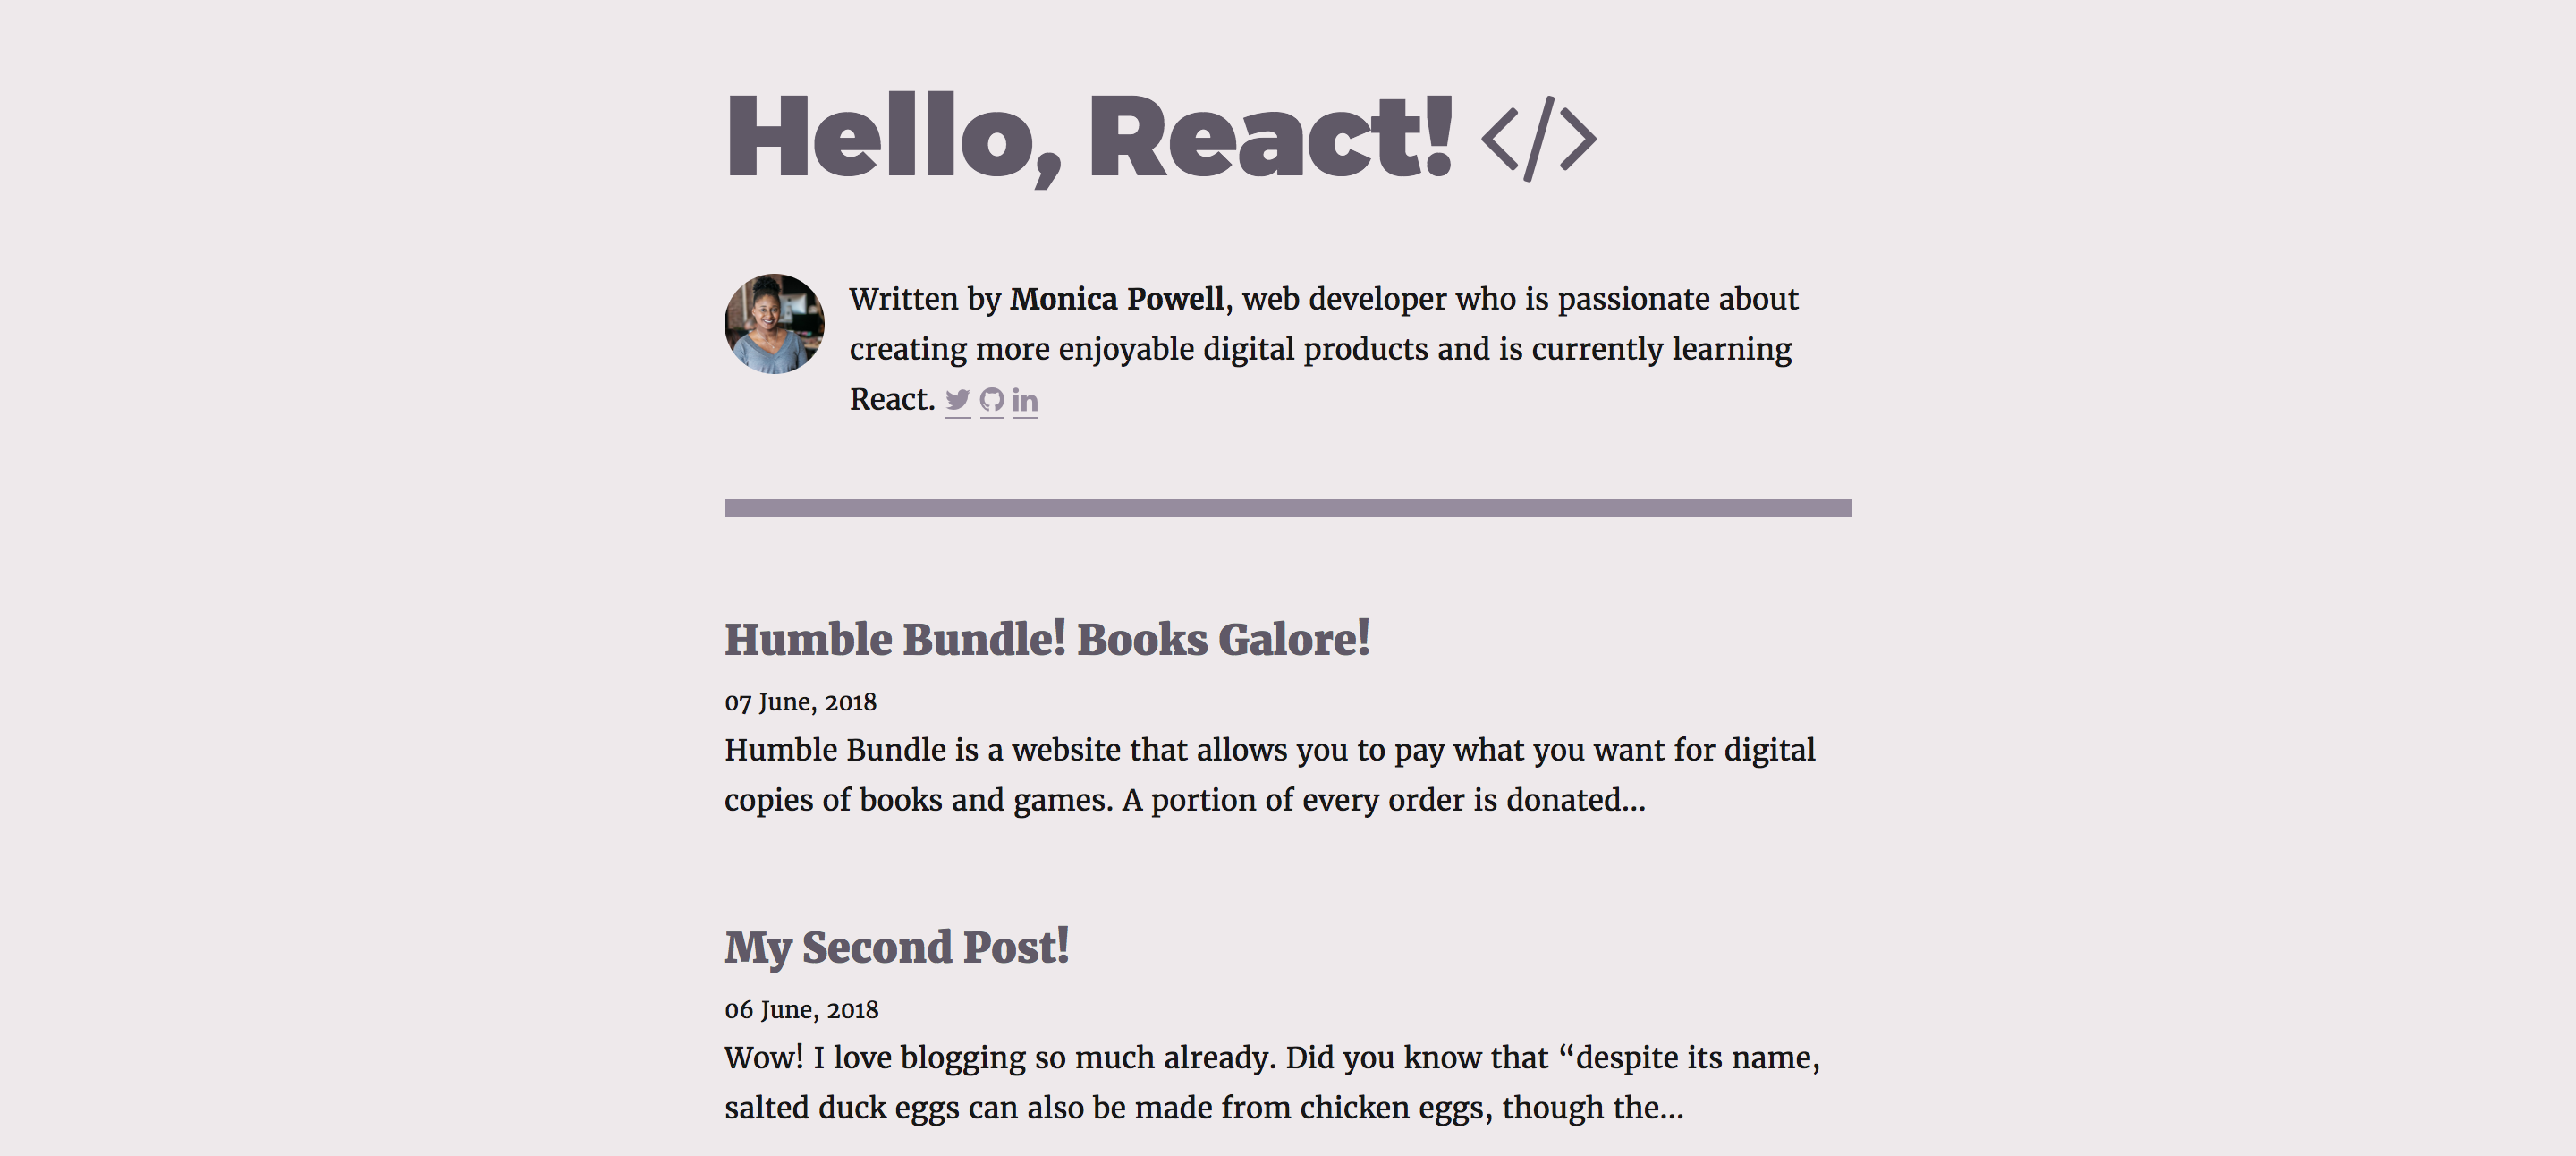 Hello, React! </>
Written by Monica Powell, web developer who is passionate about
creating more enjoyable digital products and is currently learning
React.
Humble Bundle! Books Galore!
07 June, 2018
Humble Bundle is a website that allows you to pay what you want for digital
copies of books and games. A portion of every order is donated…
My Second Post!
06 June, 2018
Wow! I love blogging so much already. Did you know that “despite its name,
salted duck eggs can also be made from chicken eggs, though the…